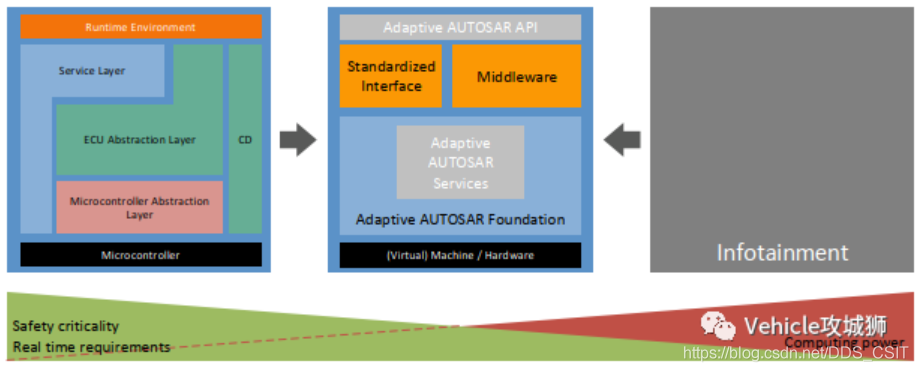 Runtime Environment
Service Layer
ECU Abstraction Layer
CD
Microcontroller Abstraction
Layer
Microcontroller
Adaptive AUTOSAR API
Standardized
Interface
Middleware
Adaptive
AUTOSAR
Services
Adaptive AUTOSAR Foundation
(Virtual) Machine / Hardware
Infotainment
Safety criticality
Real time requirements
Vehicle攻城狮
Computing power
https://blog.csdn.net/DDS_CSIT